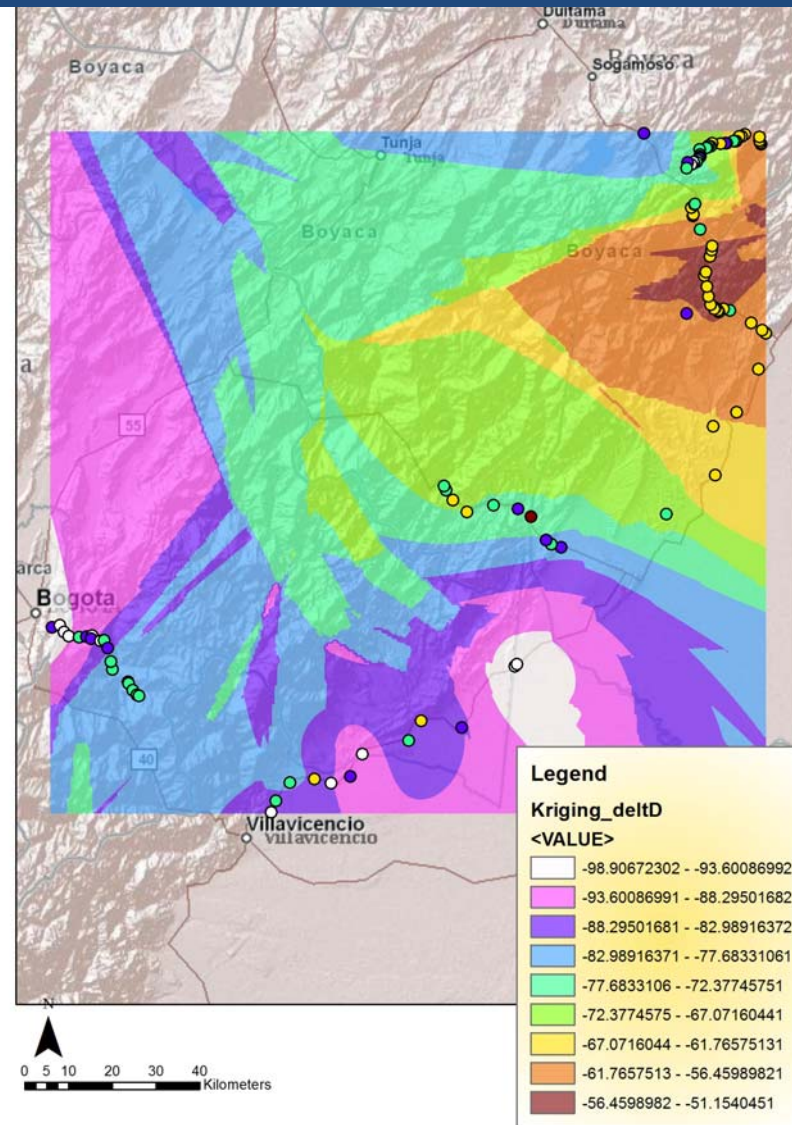 Duitama
Duitama
Boyaca
Boyaca
Sogamoso
Tunja
Tunja
Boyaca
Boyaca
a
55
arca
Bogota
40
Villavicencio
Villavicencio
Legend
Kriging_deltD
<VALUE>
-98.90672302 - -93.60086992
-93.60086991 - -88.29501682
-88.29501681 - -82.98916372
-82.98916371 - -77.68331061
-77.6833106 - -72.37745751
-72.3774575 - -67.07160441
-67.0716044 - -61.76575131
-61.7657513 - -56.45989821
-56.4598982 - -51.1540451
N
0 5 10 20 30 40
Kilometers